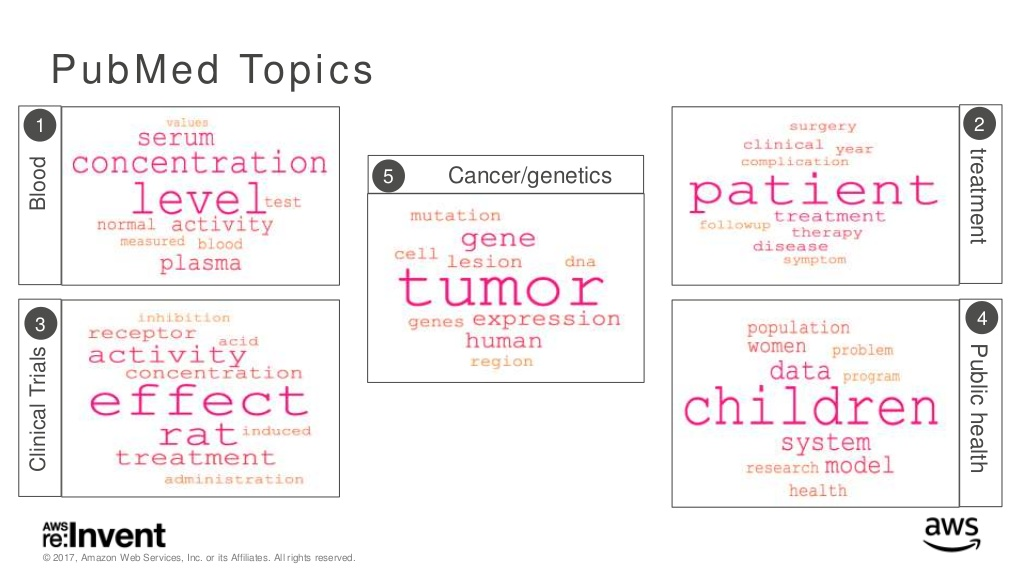 PubMed Topics
1
Blood
values
serum
concentration
level test
normal activity
measured blood
plasma
2
treatment
surgery
clinical year
complication
patient
treatment
followup therapy
disease
symptom
5
Cancer/genetics
mutation
gene
cell lesion dna
tumor
genes expression
human
region
3
Clinical Trials
inhibition
receptor acid
activity
concentration
effect
rat induced
treatment
administration
4
Public health
population
women problem
data program
children
system
research model
health
AWS
re:Invent
© 2017, Amazon Web Services, Inc. or its Affiliates. All rights reserved.
aws